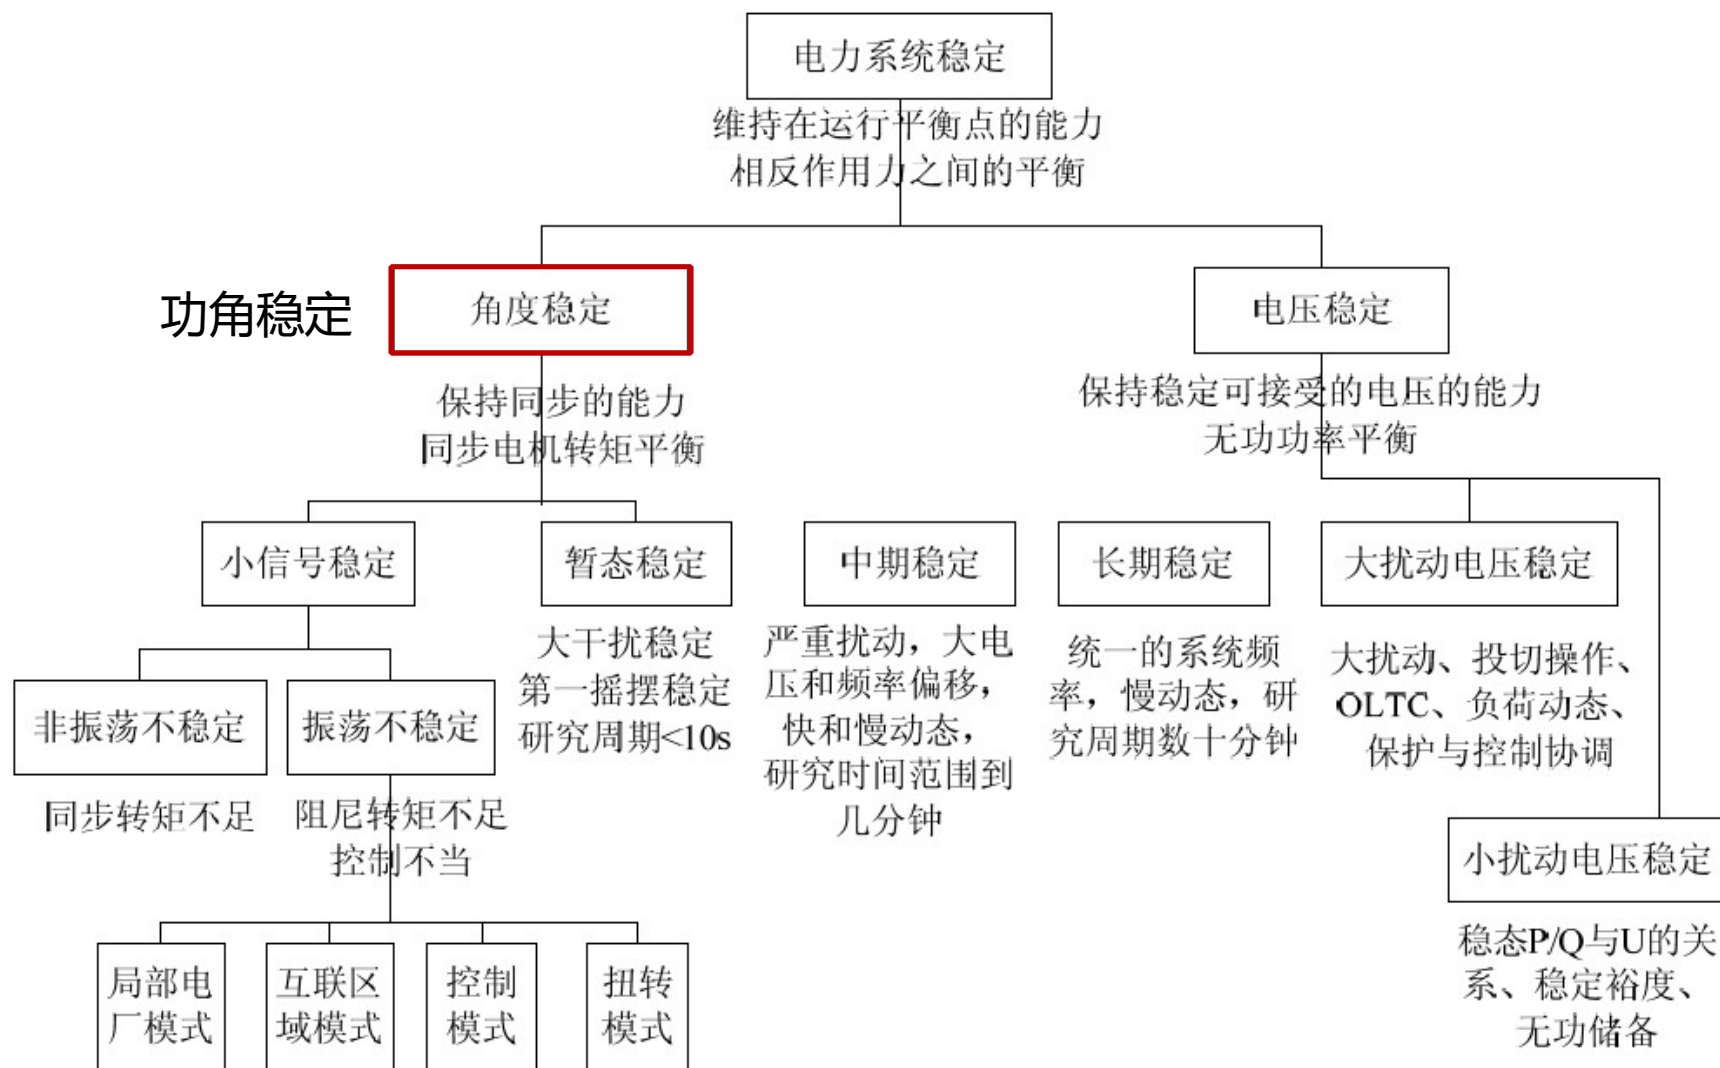 电力系统稳定
维持在运行平衡点的能力
相反作用力之间的平衡
功角稳定
角度稳定
电压稳定
保持同步的能力
同步电机转矩平衡
保持稳定可接受的电压的能力
无功功率平衡
小信号稳定
暂态稳定
中期稳定
长期稳定
大扰动电压稳定
大干扰稳定
第一摇摆稳定
研究周期<10s
严重扰动，大电
压和频率偏移，
快和慢动态，
研究时间范围到
几分钟
统一的系统频
率，慢动态，研
究周期数十分钟
大扰动、投切操作、
OLTC、负荷动态、
保护与控制协调
非振荡不稳定
振荡不稳定
同步转矩不足
阻尼转矩不足
控制不当
小扰动电压稳定
稳态P/Q与U的关
系、稳定裕度、
无功储备
局部电
厂模式
互联区
域模式
控制
模式
扭转
模式